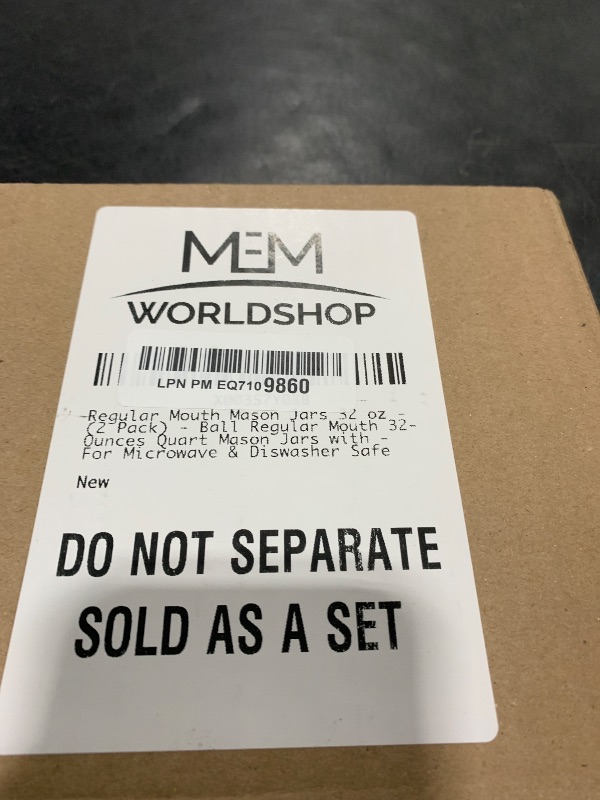 MEM
WORLDSHOP
LPN PM EQ7109860
Regular Mouth Mason Jars 32 oz -
(2 Pack) - Ball Regular Mouth 32-
Ounces Quart Mason Jars with -
For Microwave & Diswasher Safe
New
DO NOT SEPARATE
SOLD AS A SET